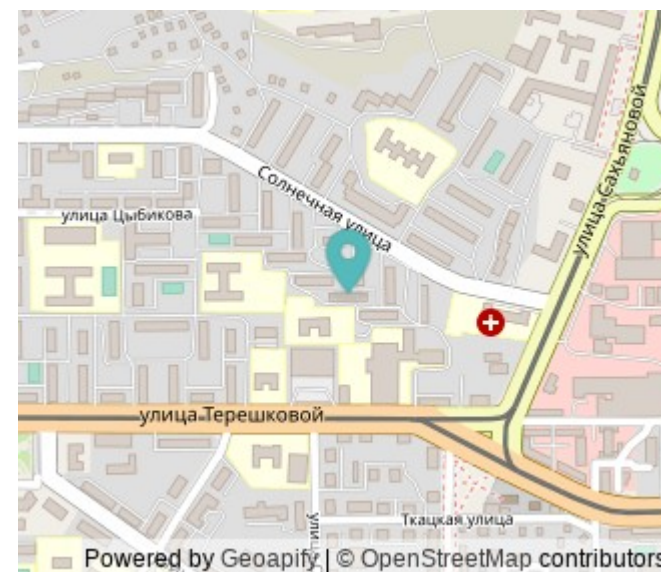 Солнечная улица
улица Сахьяновой
улица Цыбикова
улица Терешковой
Ткацкая улица
Powered by Geoapify | © OpenStreetMap contributors